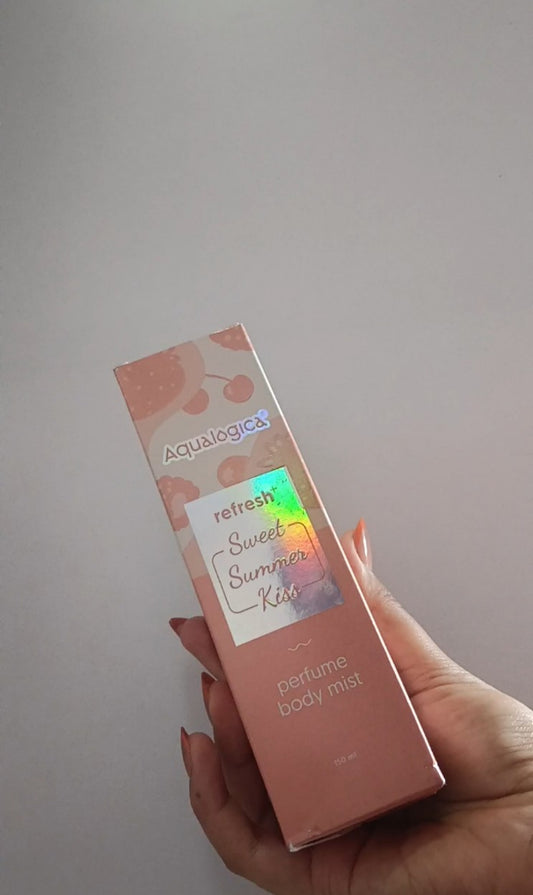 Aqualogica®
refresh+
Sweet
Summer
Kiss
perfume
body mist
150 ml